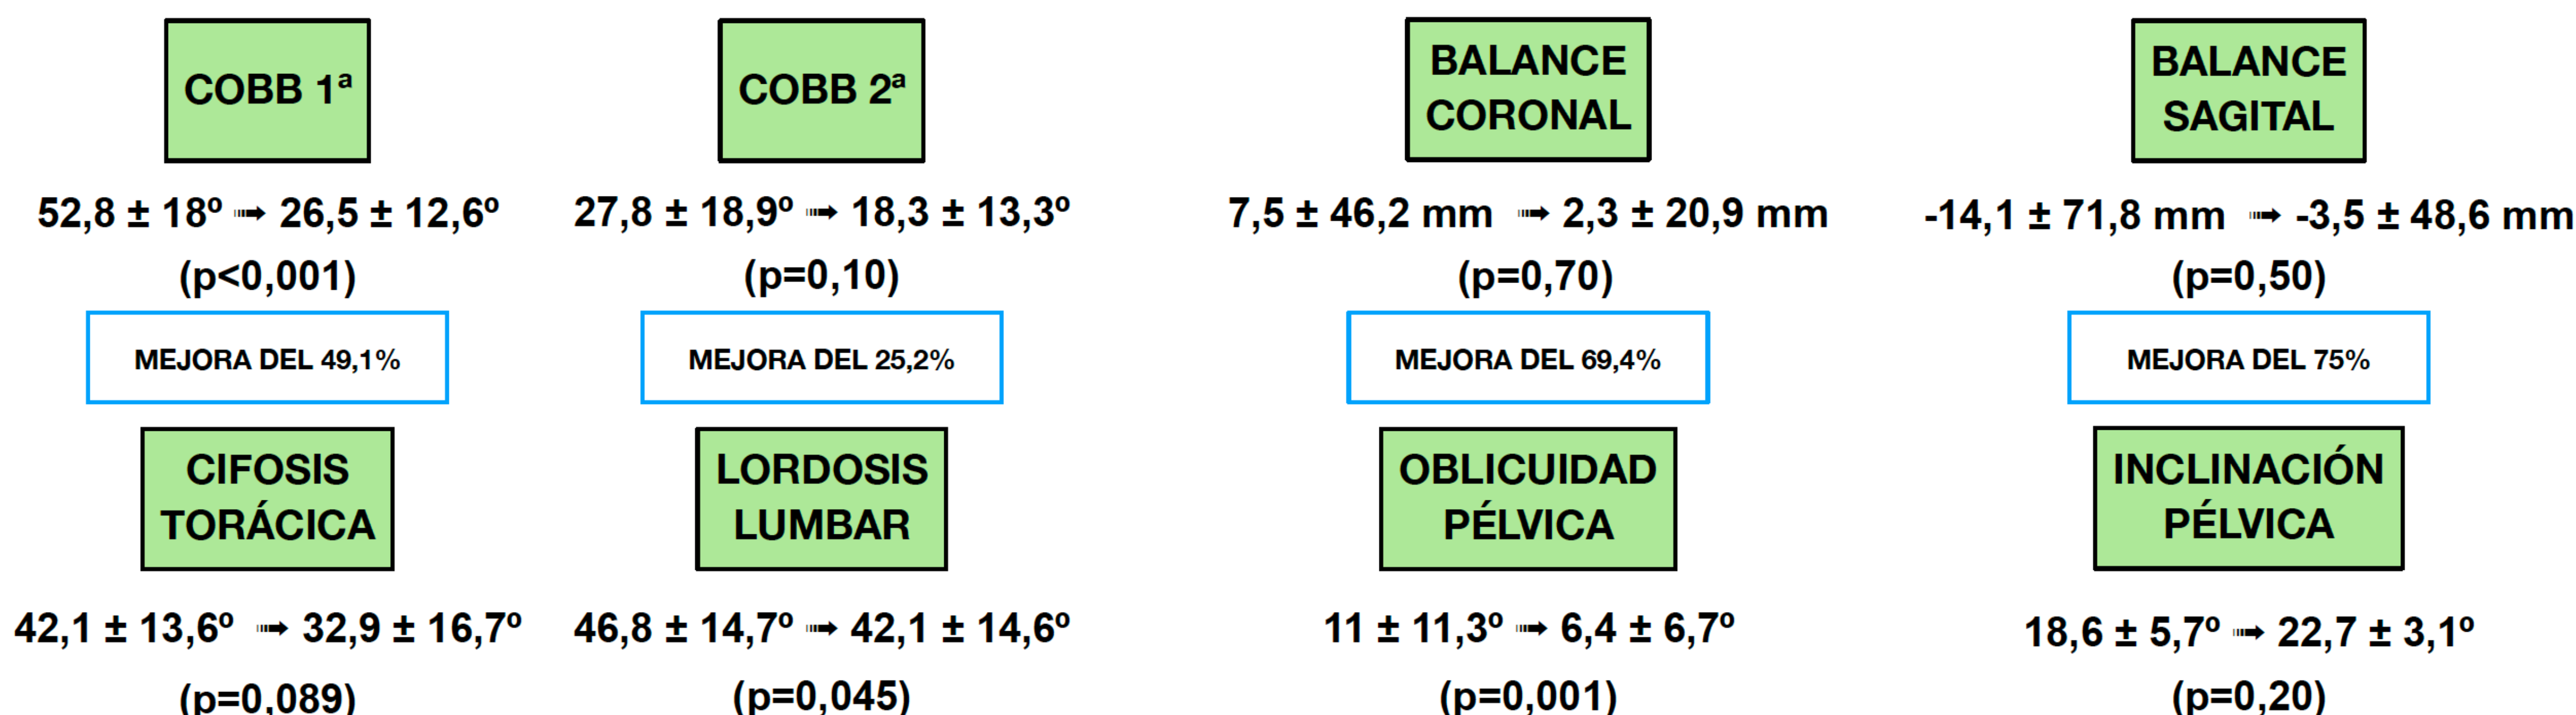 COBB 1ª
52,8 ± 18º ➟ 26,5 ± 12,6º
(p<0,001)
MEJORA DEL 49,1%
COBB 2ª
27,8 ± 18,9º ➟ 18,3 ± 13,3º
(p=0,10)
MEJORA DEL 25,2%
BALANCE
CORONAL
7,5 ± 46,2 mm ➟ 2,3 ± 20,9 mm
(p=0,70)
MEJORA DEL 69,4%
BALANCE
SAGITAL
-14,1 ± 71,8 mm ➟ -3,5 ± 48,6 mm
(p=0,50)
MEJORA DEL 75%
CIFOSIS
TORÁCICA
42,1 ± 13,6º ➟ 32,9 ± 16,7º
(p=0,089)
LORDOSIS
LUMBAR
46,8 ± 14,7º ➟ 42,1 ± 14,6º
(p=0,045)
OBLICUIDAD
PÉLVICA
11 ± 11,3º ➟ 6,4 ± 6,7º
(p=0,001)
INCLINACIÓN
PÉLVICA
18,6 ± 5,7º ➟ 22,7 ± 3,1º
(p=0,20)